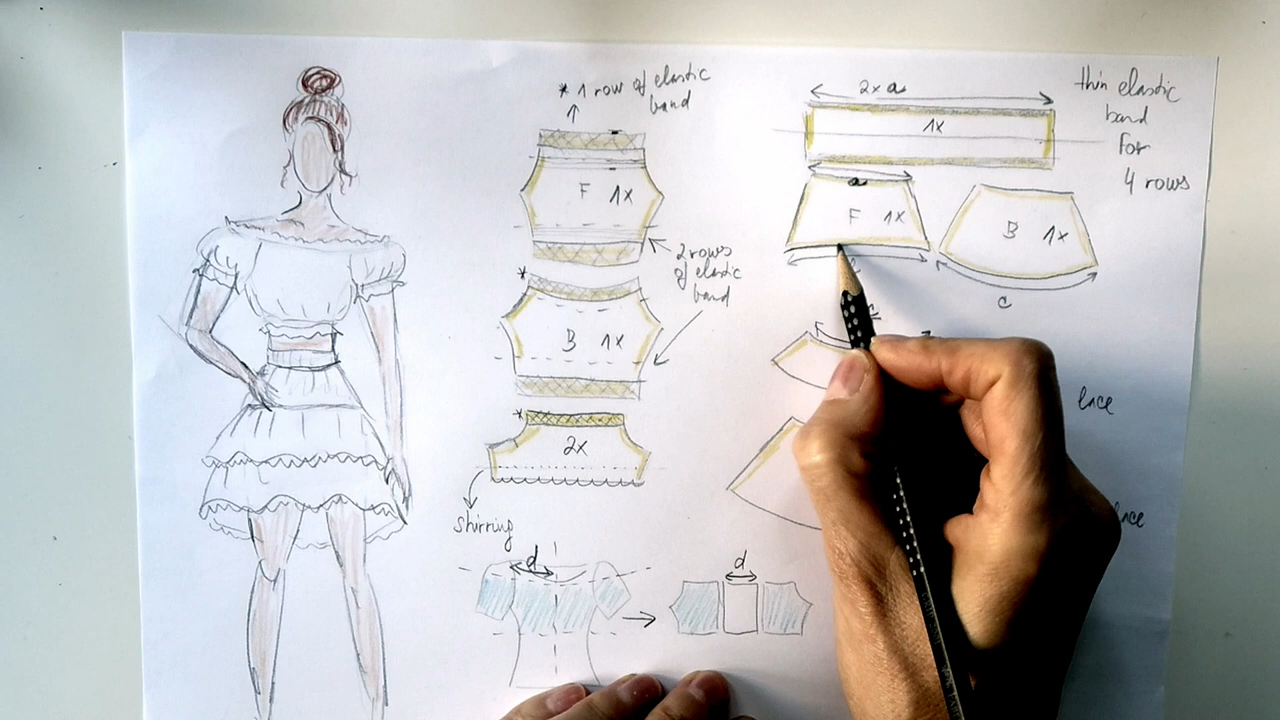 * 1 row of elastic
band
F 1x
2 rows
of elastic
band
*
B 1x
*
2x
shirring
d
d
2x a
1x
thin elastic
band
for
4 rows
a
F 1x
B 1x
c
lace
lace